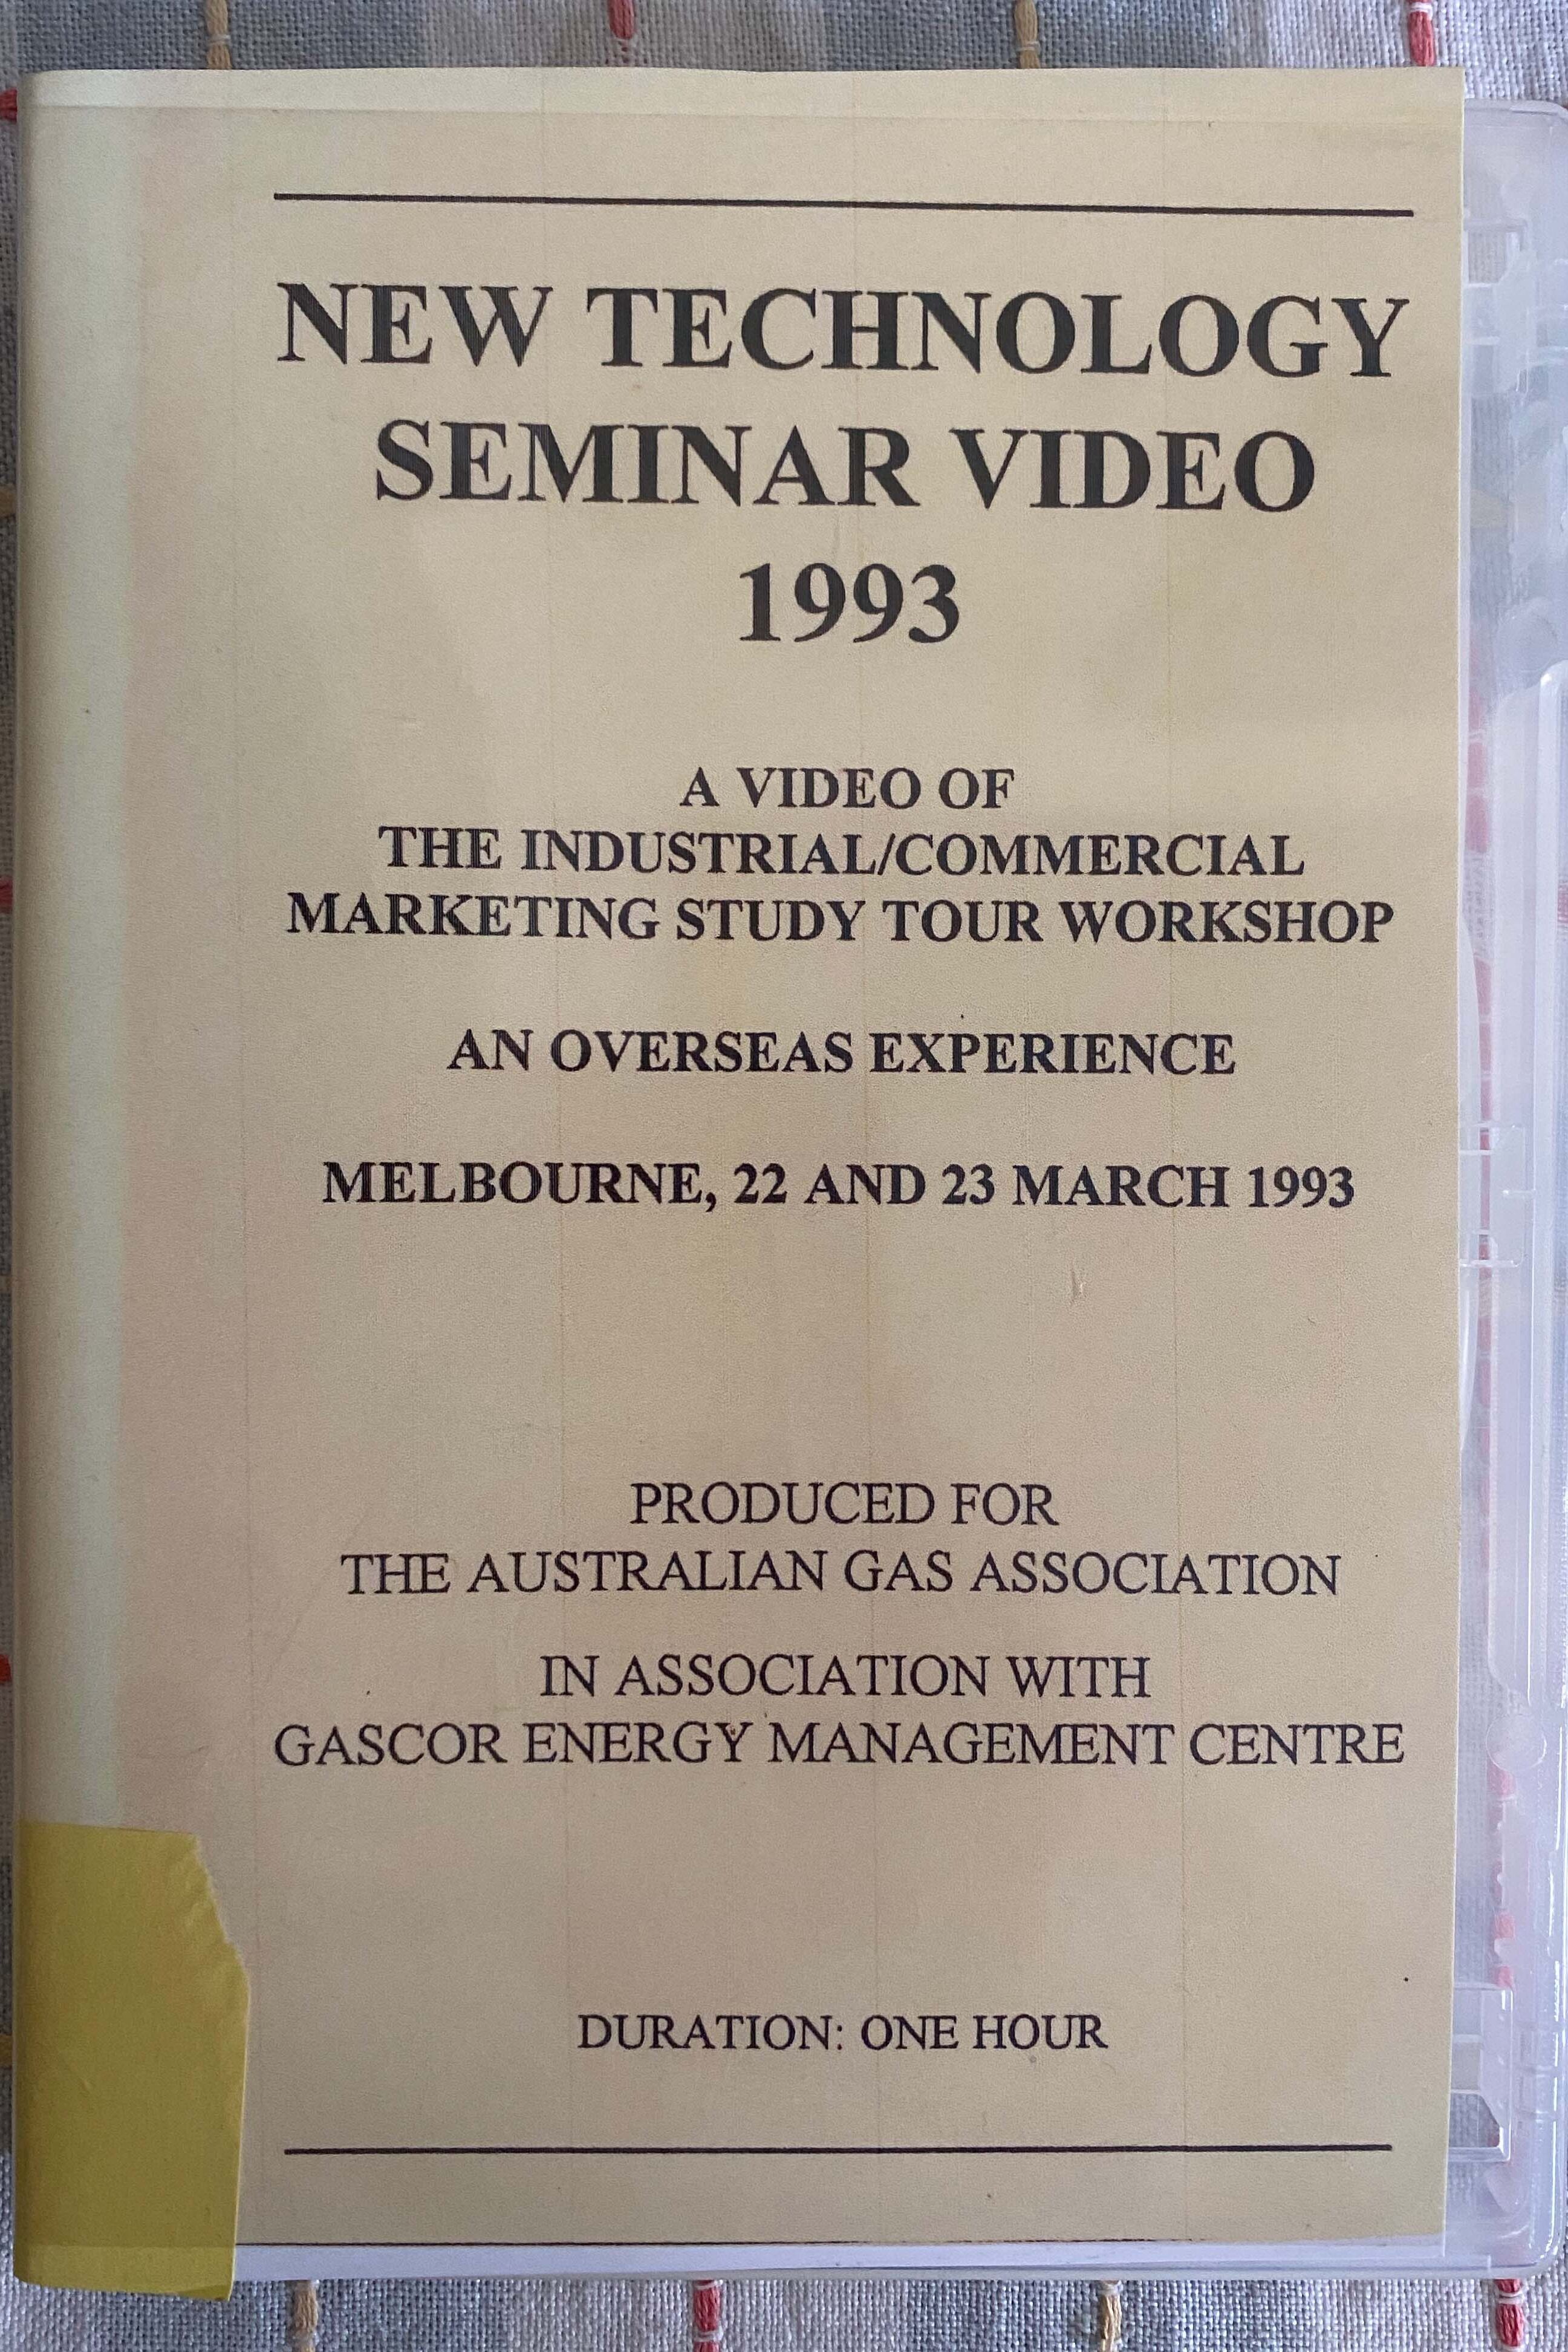 NEW TECHNOLOGY
SEMINAR VIDEO
1993
A VIDEO OF
THE INDUSTRIAL/COMMERCIAL
MARKETING STUDY TOUR WORKSHOP
AN OVERSEAS EXPERIENCE
MELBOURNE, 22 AND 23 MARCH 1993
PRODUCED FOR
THE AUSTRALIAN GAS ASSOCIATION
IN ASSOCIATION WITH
GASCOR ENERGY MANAGEMENT CENTRE
DURATION: ONE HOUR